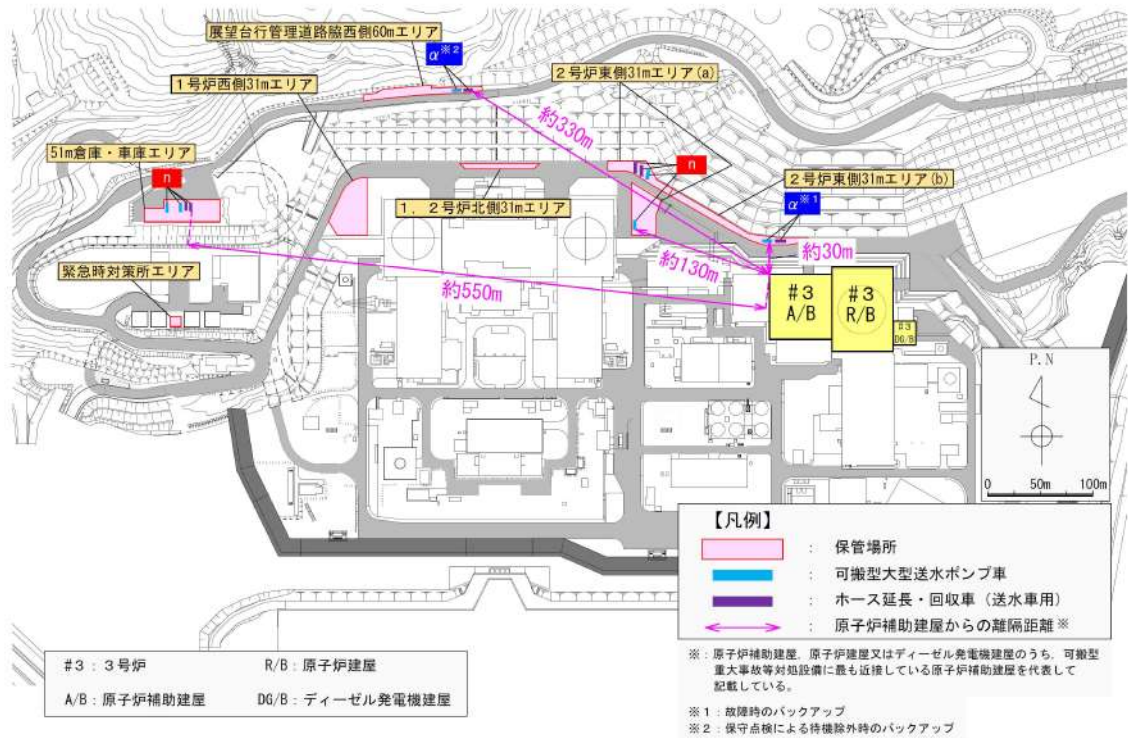 展望台行管理道路脇西側60mエリア
α※2
1号炉西側31mエリア
2号炉東側31mエリア(a)
約330m
51m倉庫・車庫エリア
n
n
2号炉東側31mエリア(b)
α※1
1,2号炉北側31mエリア
約30m
約130m
緊急時対策所エリア
約550m
#3
A/B
#3
R/B
#3
DG/B
P.N
0 50m 100m
【凡例】
: 保管場所
: 可搬型大型送水ポンプ車
: ホース延長・回収車(送水車用)
: 原子炉補助建屋からの離隔距離※
#3:3号炉 R/B:原子炉建屋
A/B:原子炉補助建屋 DG/B:ディーゼル発電機建屋
※:原子炉補助建屋,原子炉建屋又はディーゼル発電機建屋のうち,可搬型
重大事故等対処設備に最も近接している原子炉補助建屋を代表して
記載している。
※1:故障時のバックアップ
※2:保守点検による待機除外時のバックアップ